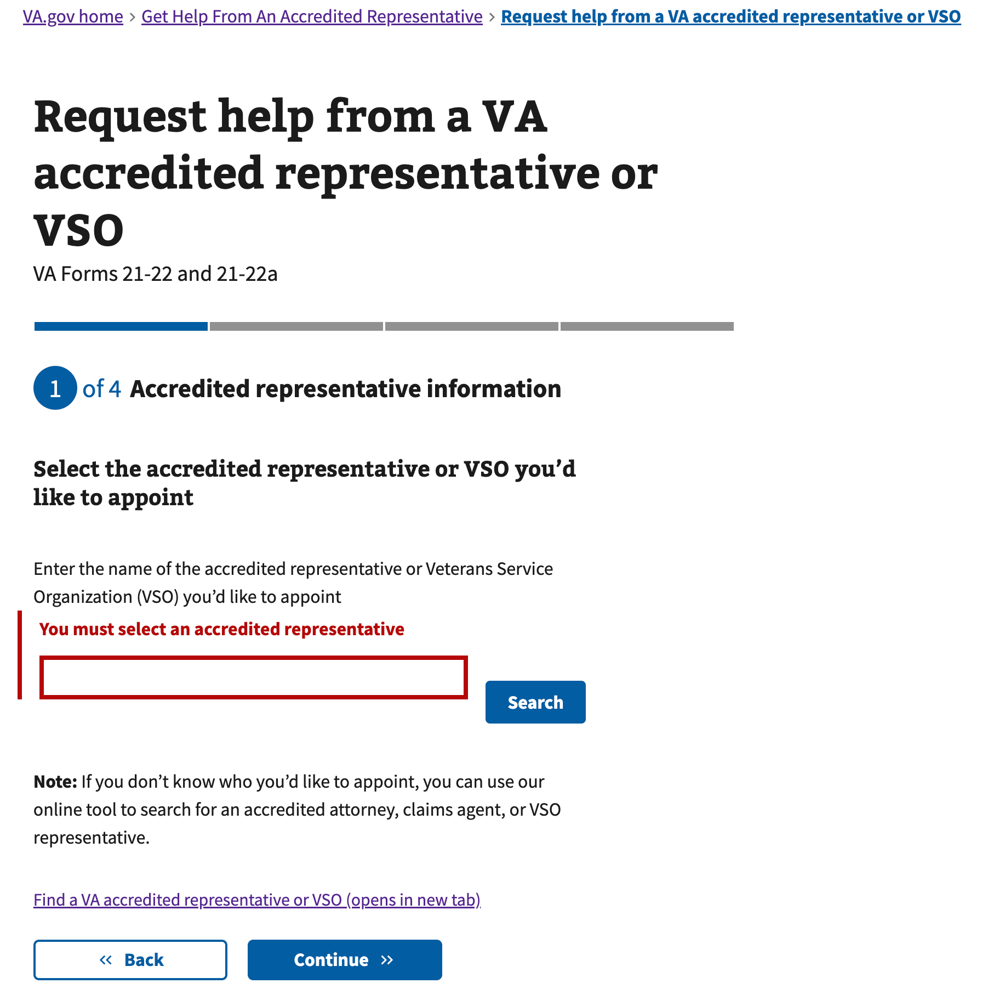 VA.gov home › Get Help From An Accredited Representative › Request help from a VA accredited representative or VSO
Request help from a VA
accredited representative or
VSO
VA Forms 21-22 and 21-22a
1 of 4 Accredited representative information
Select the accredited representative or VSO you’d
like to appoint
Enter the name of the accredited representative or Veterans Service
Organization (VSO) you’d like to appoint
You must select an accredited representative
Search
Note: If you don’t know who you’d like to appoint, you can use our
online tool to search for an accredited attorney, claims agent, or VSO
representative.
Find a VA accredited representative or VSO (opens in new tab)
« Back
Continue »